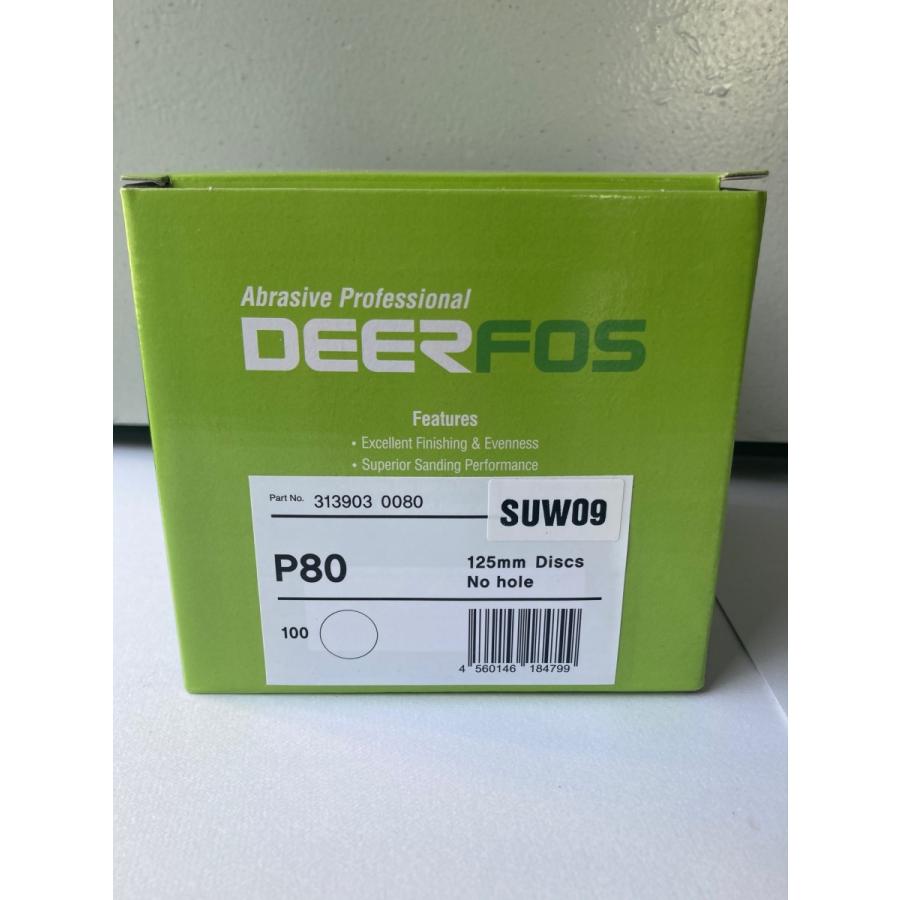 Abrasive Professional
DEERFOS
Features
• Excellent Finishing & Evenness
• Superior Sanding Performance
Part No. 313903 0080
SUW09
P80
125mm Discs
No hole
100
4 560146 184799